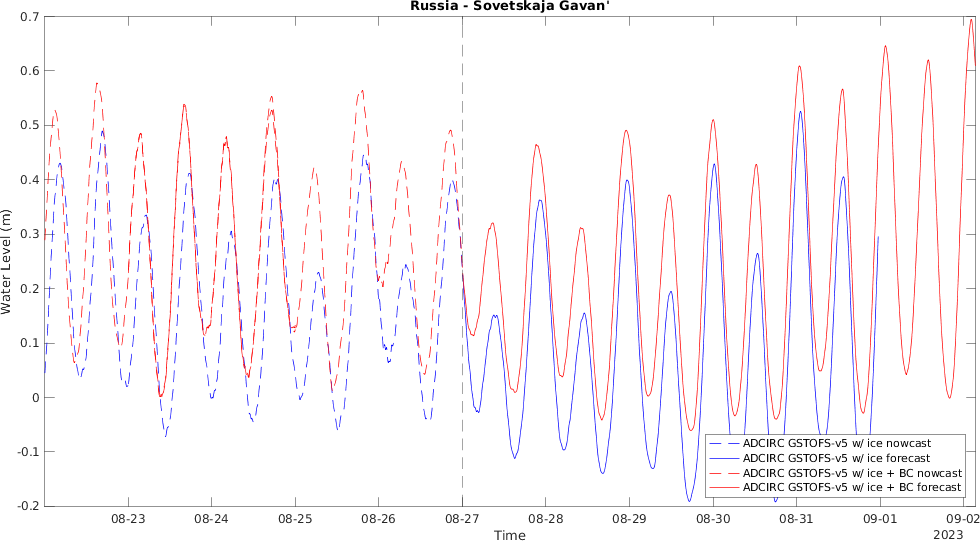 Russia - Sovetskaja Gavan'
Water Level (m)
0.7
0.6
0.5
0.4
0.3
0.2
0.1
0
-0.1
-0.2
ADCIRC GSTOFS-v5 w/ ice nowcast
ADCIRC GSTOFS-v5 w/ ice forecast
ADCIRC GSTOFS-v5 w/ ice + BC nowcast
ADCIRC GSTOFS-v5 w/ ice + BC forecast
08-23 08-24 08-25 08-26 08-27 08-28 08-29 08-30 08-31 09-01 09-02
Time
2023